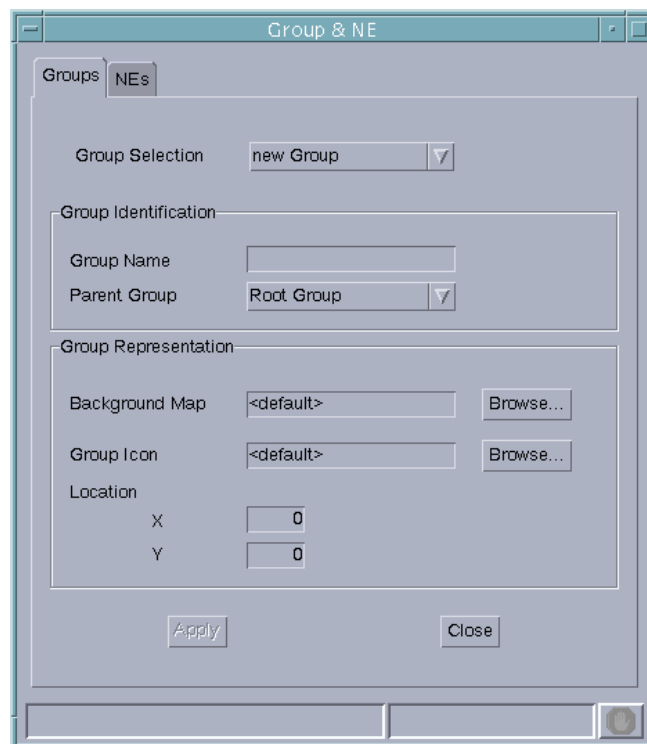 Group & NE
Groups NEs
Group Selection new Group
Group Identification
Group Name
Parent Group Root Group
Group Representation
Background Map <default> Browse...
Group Icon <default> Browse...
Location
X 0
Y 0
Apply Close